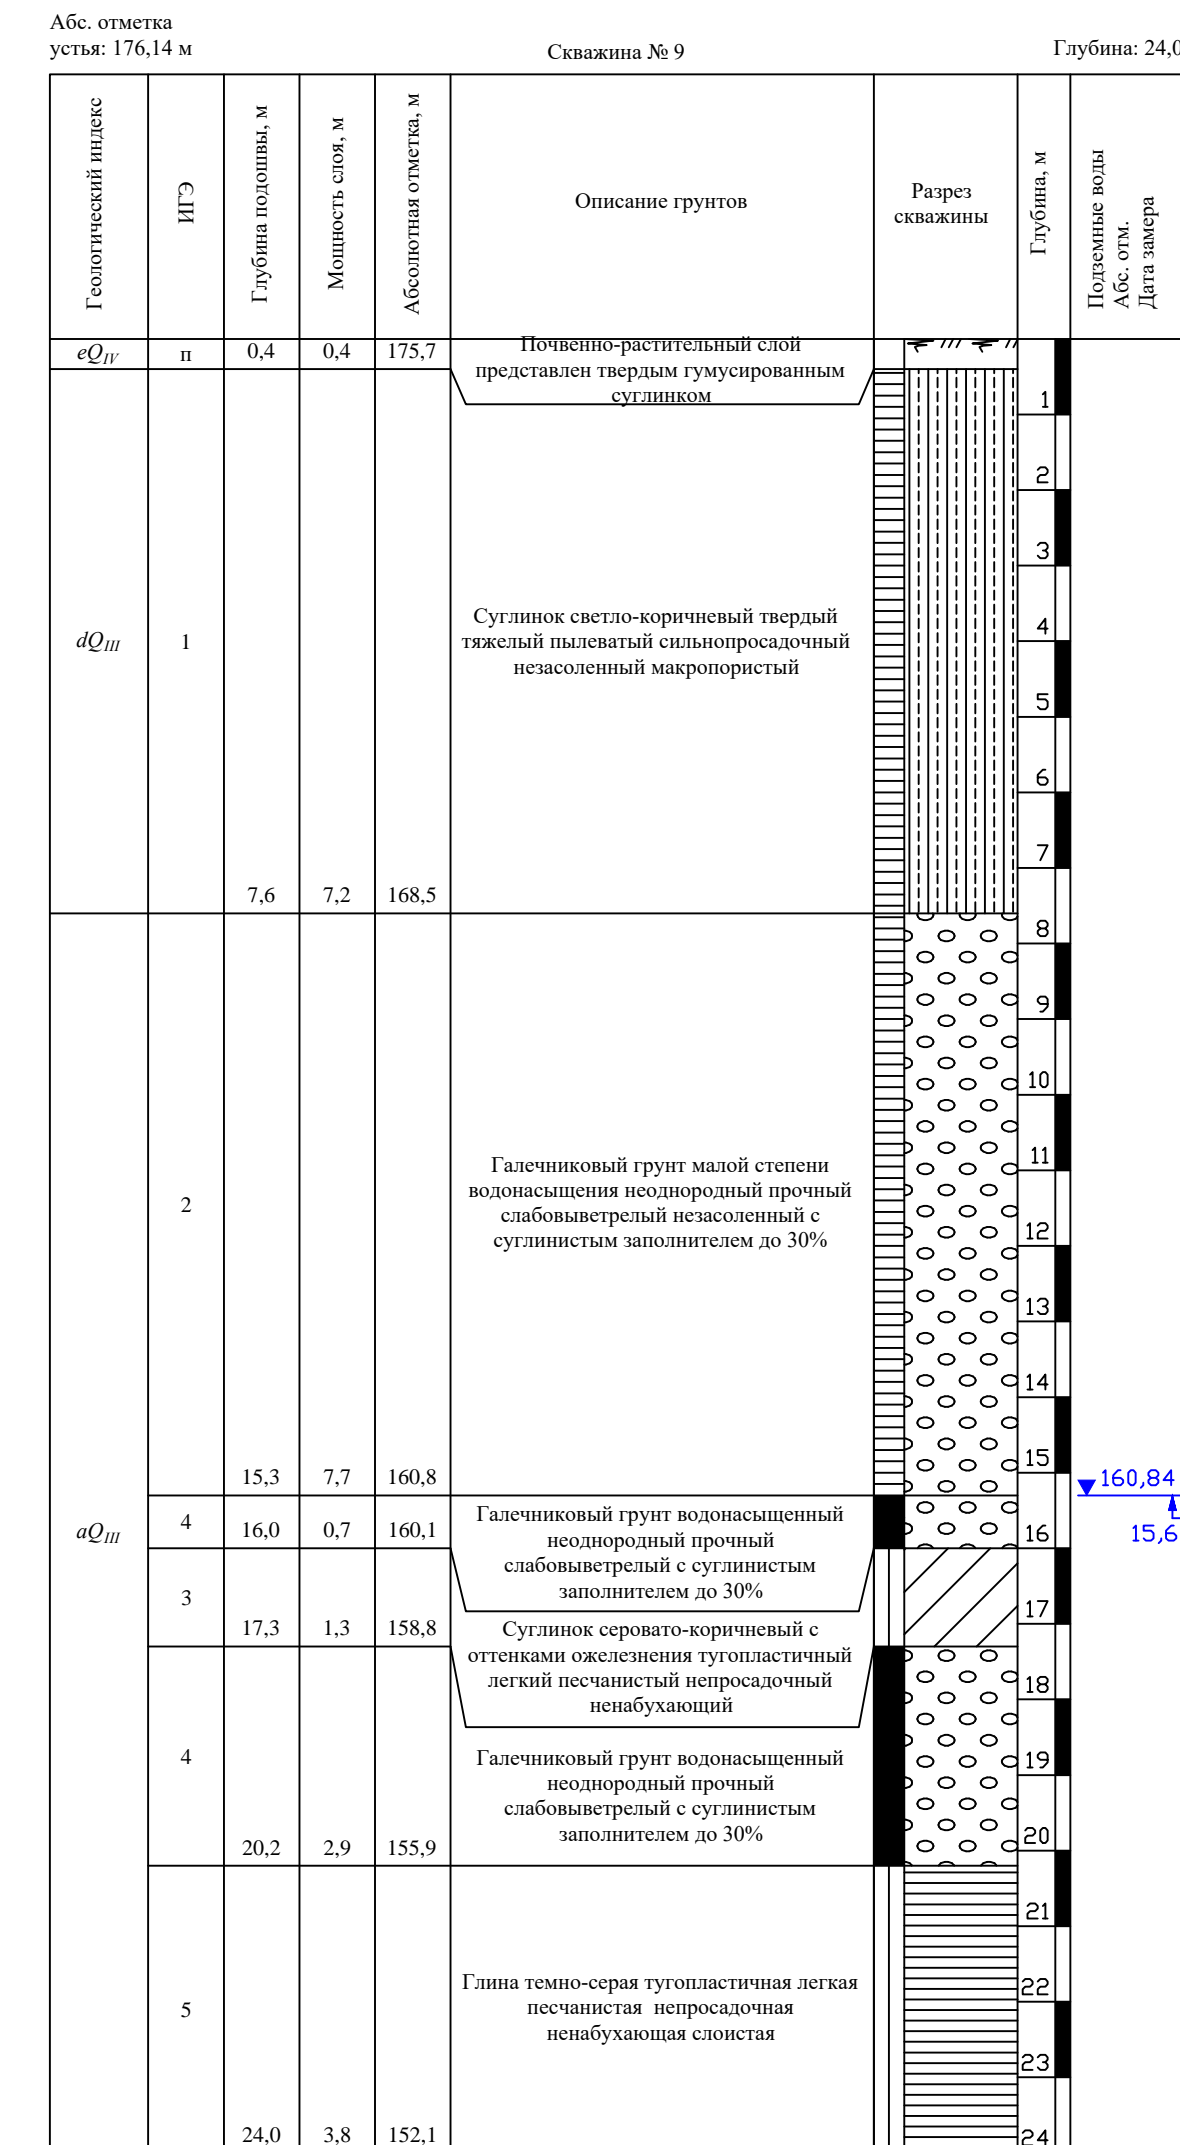 Абс. отметка
устья: 176,14 м
Скважина № 9
Глубина: 24,0
Геологический индекс
ИГЭ
Глубина подошвы, м
Мощность слоя, м
Абсолютная отметка, м
Описание грунтов
Разрез
скважины
Глубина, м
Подземные воды
Абс. отм.
Дата замера
eQIV
п
0,4
0,4
175,7
Почвенно-растительный слой
представлен твердым гумусированным
суглинком
1
2
3
4
5
6
7
dQIII
1
Суглинок светло-коричневый твердый
тяжелый пылеватый сильнопросадочный
незасоленный макропористый
7,6
7,2
168,5
8
9
10
11
12
13
14
15
2
Галечниковый грунт малой степени
водонасыщения неоднородный прочный
слабовыветрелый незасоленный с
суглинистым заполнителем до 30%
15,3
7,7
160,8
160,84
15,6
aQIII
4
16,0
0,7
160,1
Галечниковый грунт водонасыщенный
неоднородный прочный
слабовыветрелый с суглинистым
заполнителем до 30%
16
3
17,3
1,3
158,8
Суглинок серовато-коричневый с
оттенками ожелезнения тугопластичный
легкий песчанистый непросадочный
ненабухающий
17
18
19
20
4
20,2
2,9
155,9
Галечниковый грунт водонасыщенный
неоднородный прочный
слабовыветрелый с суглинистым
заполнителем до 30%
21
22
23
24
5
Глина темно-серая тугопластичная легкая
песчанистая непросадочная
ненабухающая слоистая
24,0
3,8
152,1